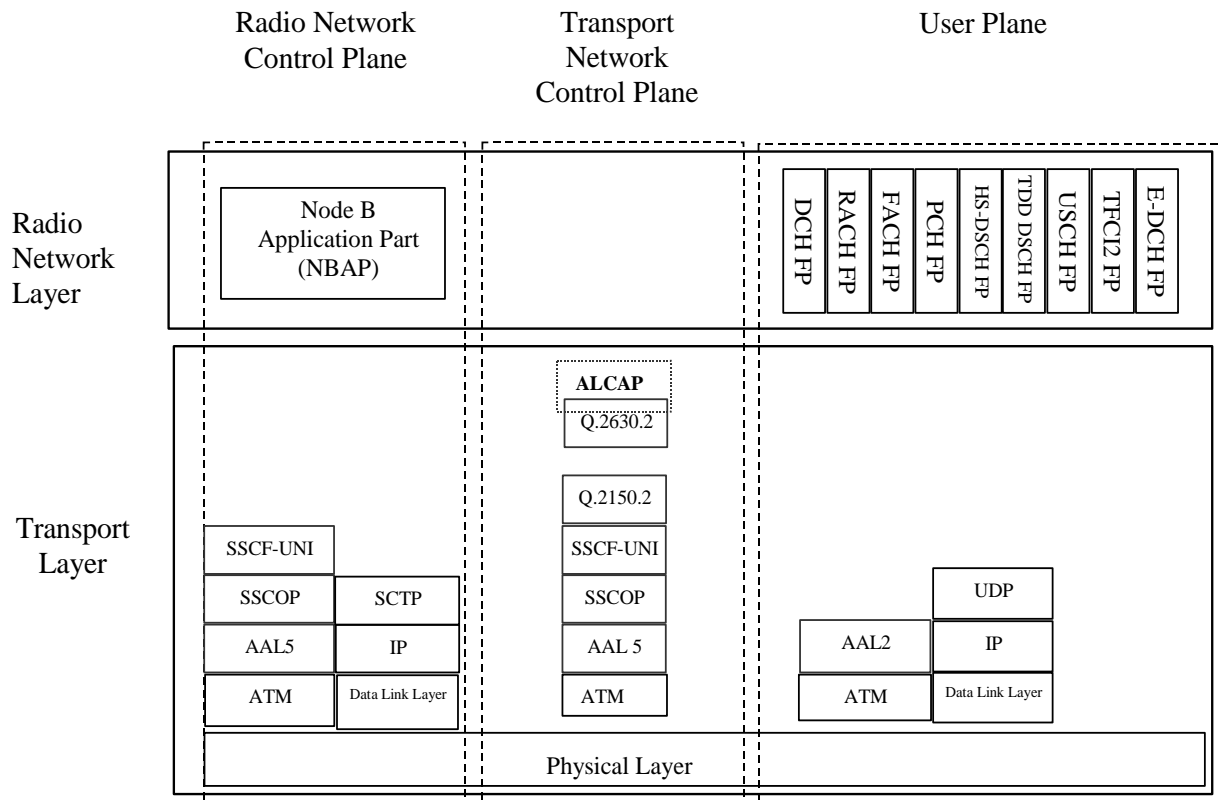 Radio Network
Control Plane
Transport
Network
Control Plane
User Plane
Radio
Network
Layer
Node B
Application Part
(NBAP)
DCH FP
RACH FP
FACH FP
PCH FP
HS-DSCH FP
TDD DSCH FP
USCH FP
TFCI2 FP
E-DCH FP
Transport
Layer
ALCAP
Q.2630.2
Q.2150.2
SSCF-UNI
SSCF-UNI
SSCOP
SCTP
SSCOP
UDP
AAL5
IP
AAL 5
AAL2
IP
ATM
Data Link Layer
ATM
ATM
Data Link Layer
Physical Layer